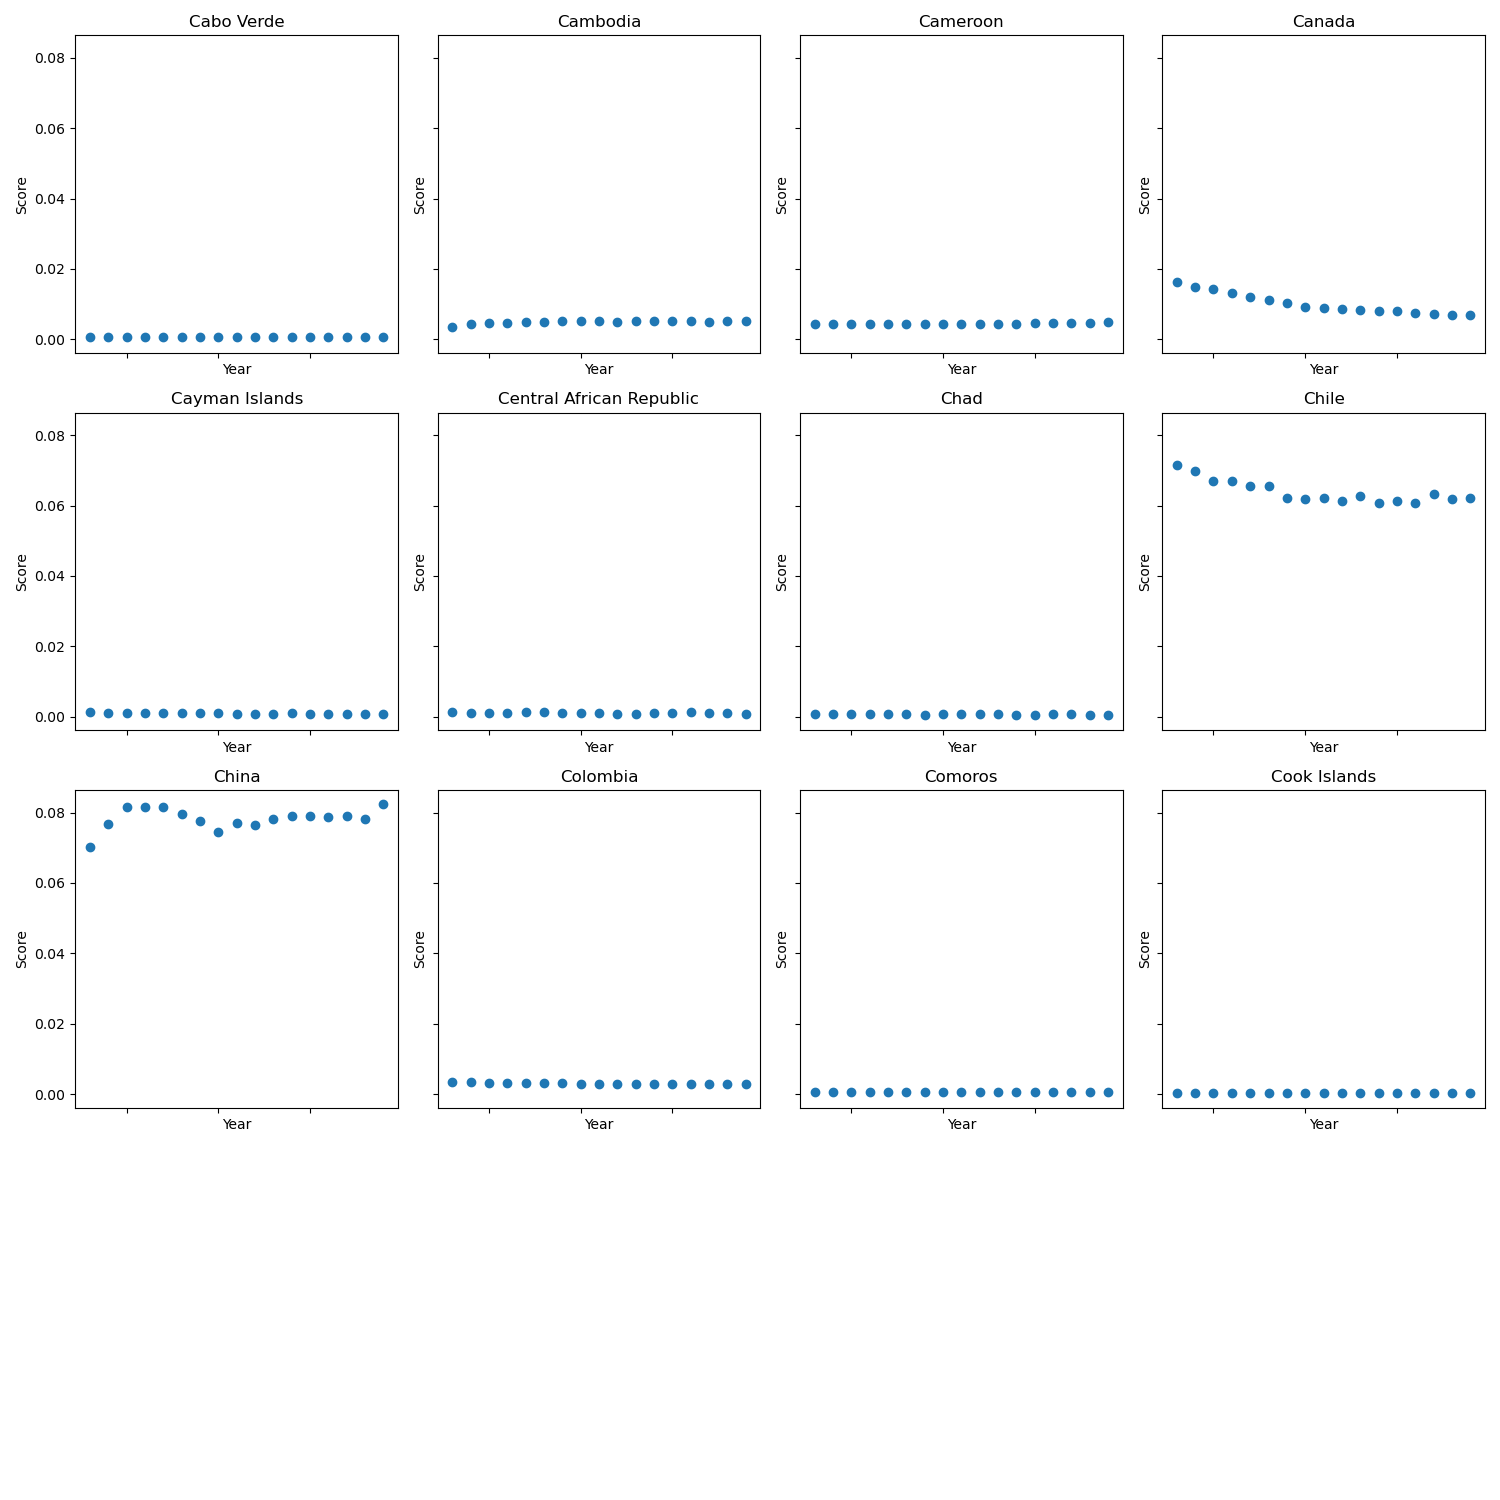 Cabo Verde
Cambodia
Cameroon
Canada
0.08
0.06
0.04
0.02
0.00
Score
Score
Score
Score
Year
Year
Year
Year
Cayman Islands
Central African Republic
Chad
Chile
0.08
0.06
0.04
0.02
0.00
Score
Score
Score
Score
Year
Year
Year
Year
China
Colombia
Comoros
Cook Islands
0.08
0.06
0.04
0.02
0.00
Score
Score
Score
Score
Year
Year
Year
Year